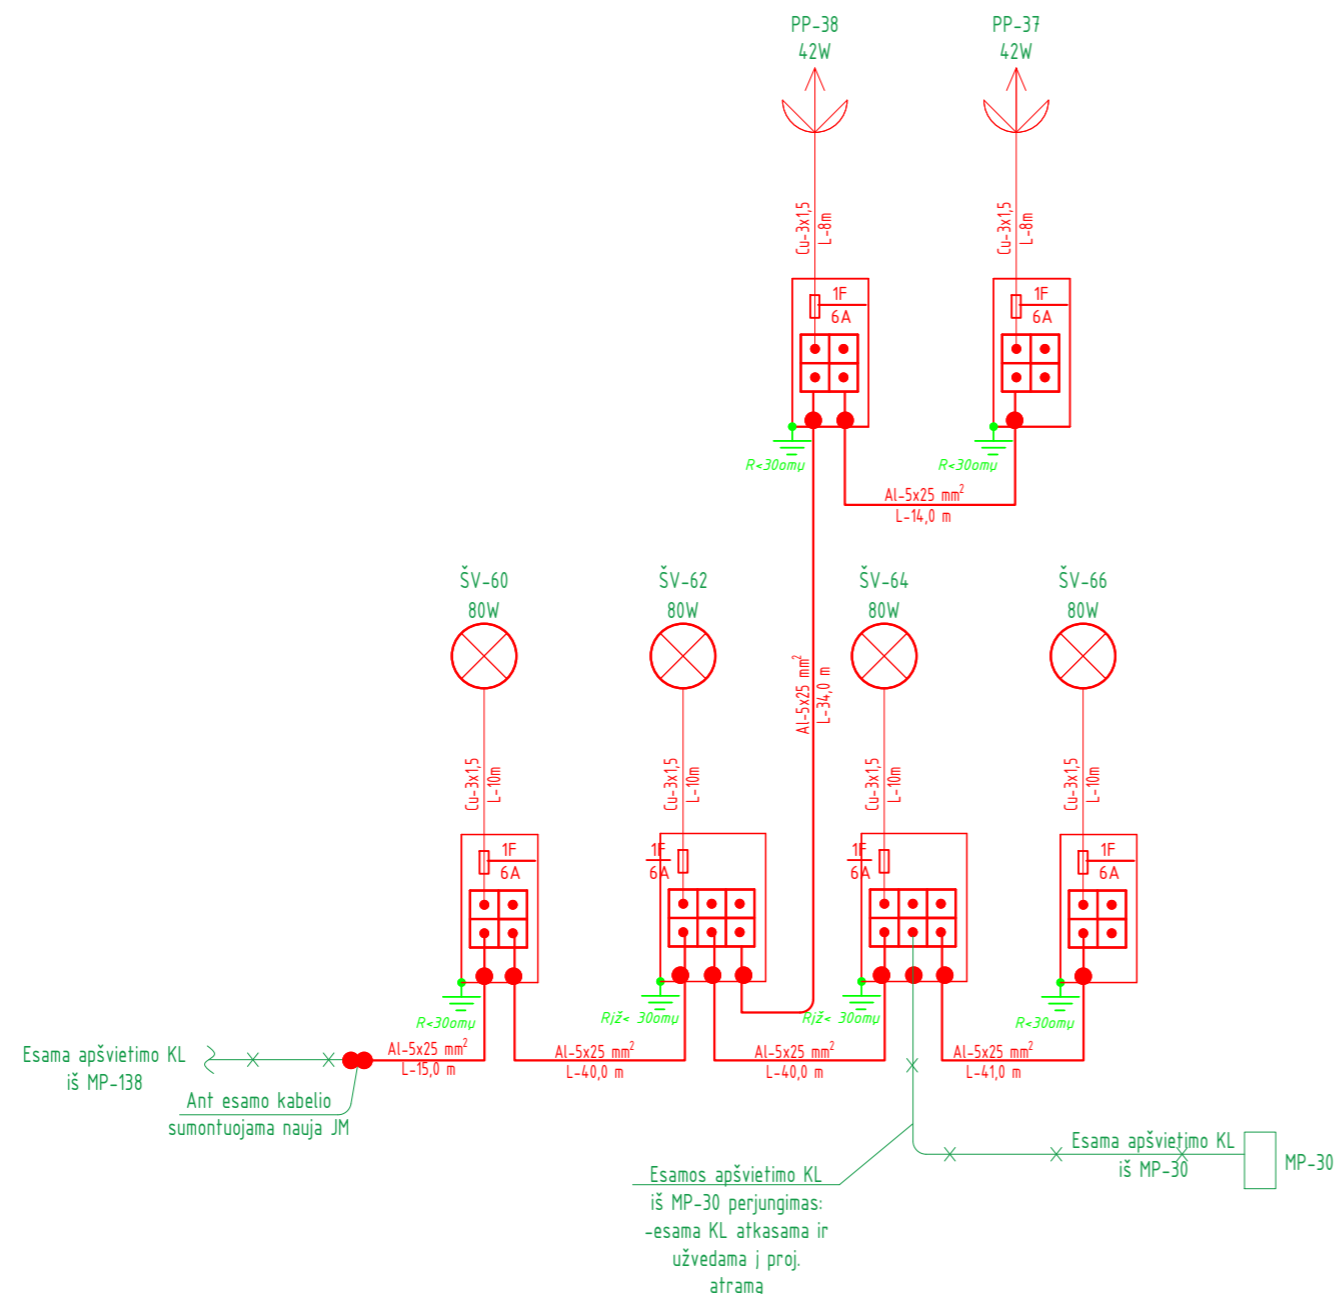 PP-38
42W
PP-37
42W
Cu-3x1,5
L-8m
Cu-3x1,5
L-8m
1F
6A
1F
6A
R<30omų
R<30omų
Al-5x25 mm²
L-14,0 m
ŠV-60
80W
ŠV-62
80W
ŠV-64
80W
ŠV-66
80W
Al-5x25 mm²
L-34,0 m
Cu-3x1,5
L-10m
Cu-3x1,5
L-10m
Cu-3x1,5
L-10m
Cu-3x1,5
L-10m
1F
6A
1F
6A
1F
6A
1F
6A
R<30omų
Rįž< 30omų
Rįž< 30omų
R<30omų
Esama apšvietimo KL
iš MP-138
Al-5x25 mm²
L-15,0 m
Al-5x25 mm²
L-40,0 m
Al-5x25 mm²
L-40,0 m
Al-5x25 mm²
L-41,0 m
Ant esamo kabelio
sumontuojama nauja JM
Esama apšvietimo KL
iš MP-30
MP-30
Esamos apšvietimo KL
iš MP-30 perjungimas:
-esama KL atkasama ir
užvedama į proj.
atrama